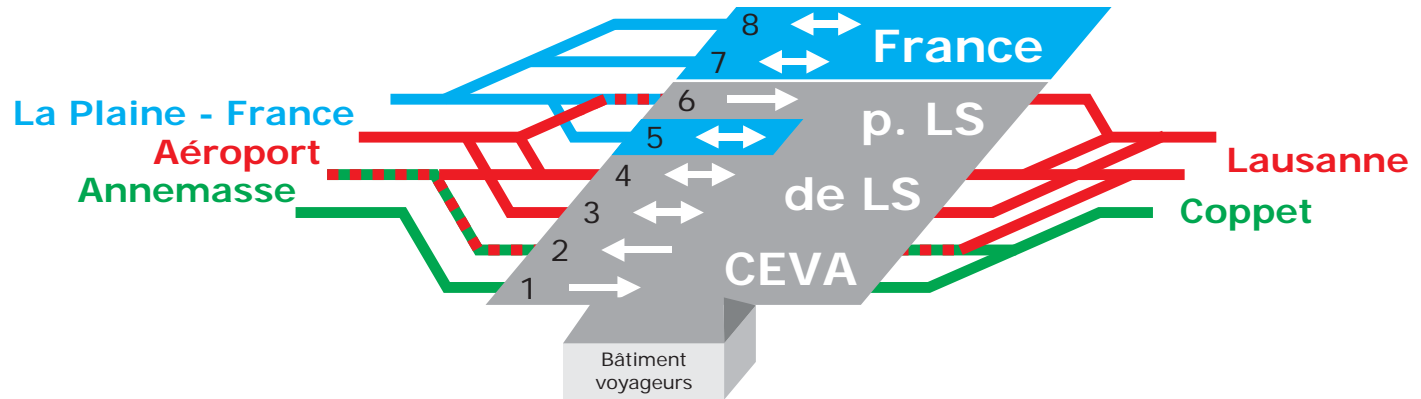 8
France
7
La Plaine - France
6
p. LS
Aéroport
5
Lausanne
Annemasse
4
de LS
3
Coppet
2
CEVA
1
Bâtiment
voyageurs